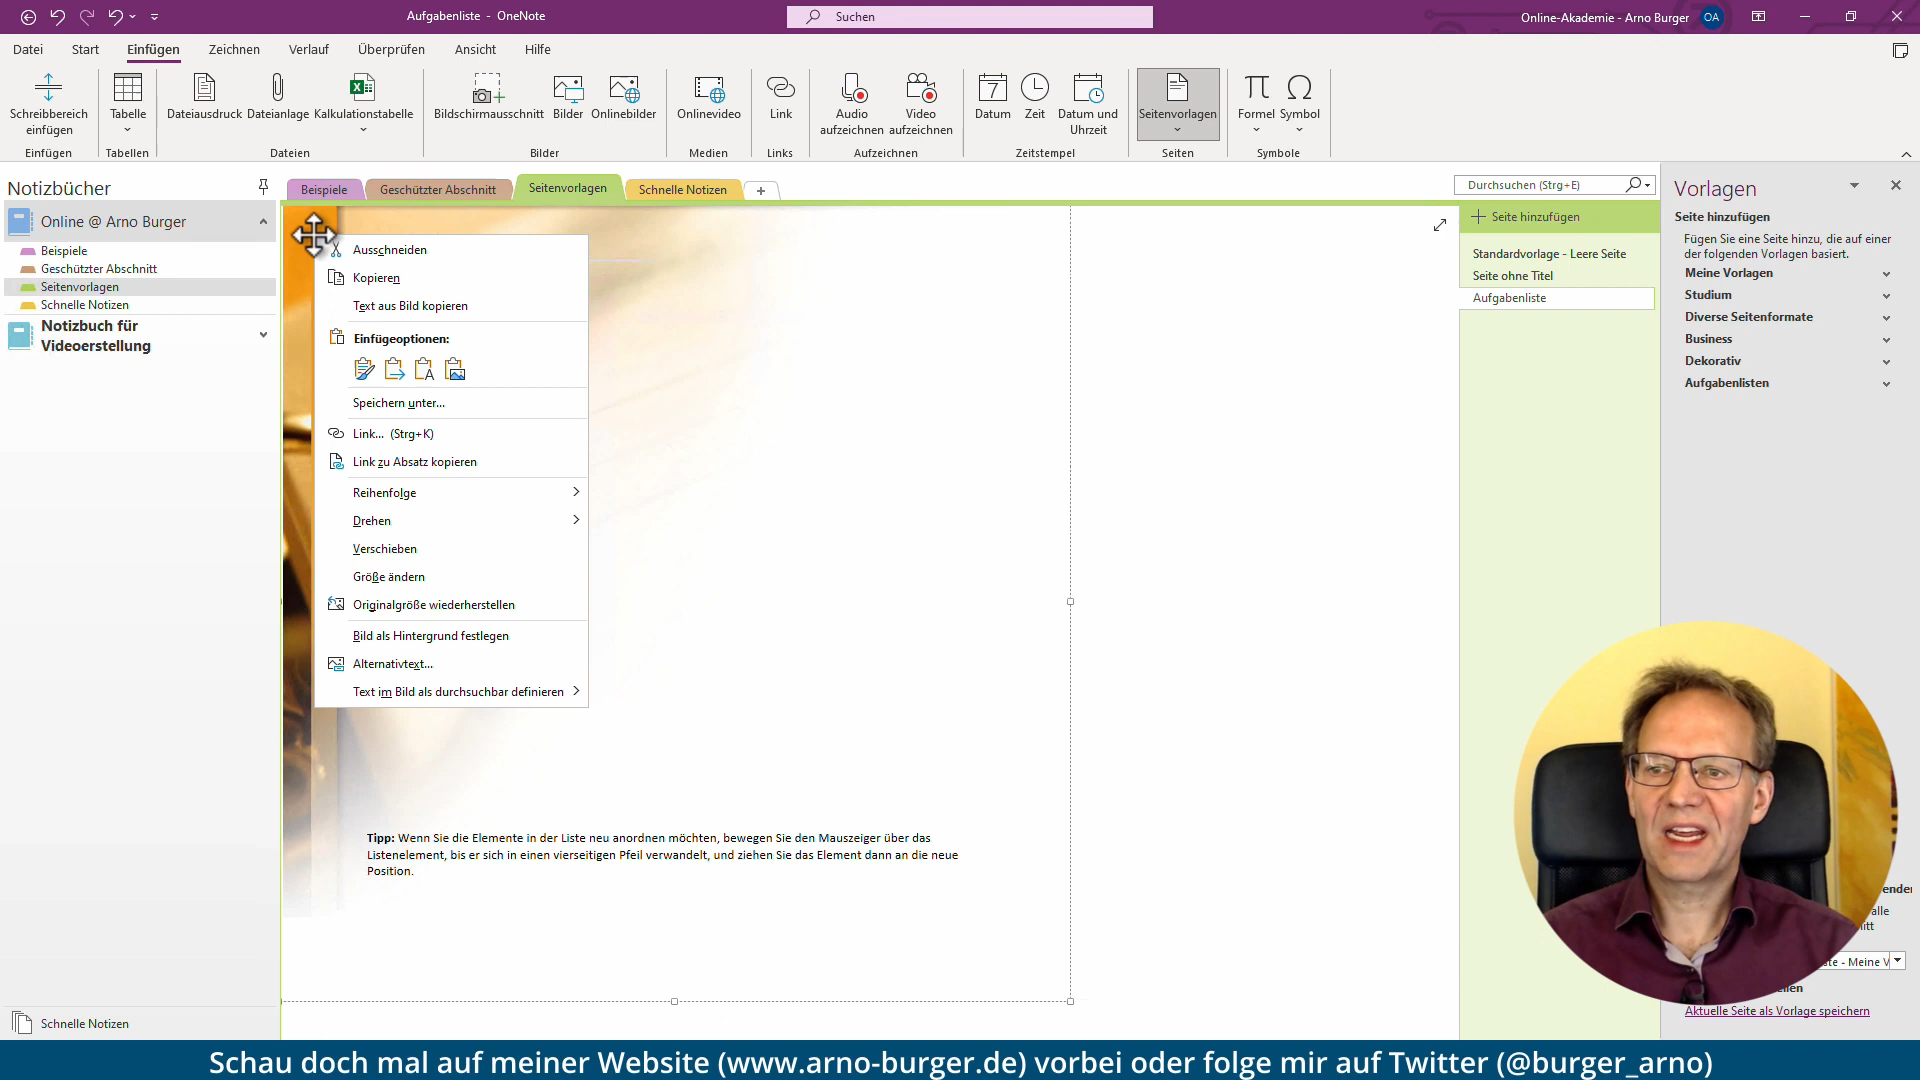 Aufgabenliste - OneNote
Suchen
Online-Akademie - Arno Burger
OA
Datei
Start
Einfügen
Zeichnen
Verlauf
Überprüfen
Ansicht
Hilfe
Schreibbereich einfügen
Tabelle
Dateiausdruck
Dateianlage
Kalkulationstabelle
Bildschirmausschnitt
Bilder
Onlinebilder
Onlinevideo
Link
Audio aufzeichnen
Video aufzeichnen
7
Datum
Zeit
Datum und Uhrzeit
Seitenvorlagen
Formel
Symbol
Einfügen
Tabellen
Dateien
Bilder
Medien
Links
Aufzeichnen
Zeitstempel
Seiten
Symbole
Notizbücher
Online @ Arno Burger
Beispiele
Geschützter Abschnitt
Seitenvorlagen
Schnelle Notizen
Notizbuch für
Videoerstellung
Schnelle Notizen
Beispiele
Geschützter Abschnitt
Seitenvorlagen
Schnelle Notizen
Durchsuchen (Strg+E)
Ausschneiden
Kopieren
Text aus Bild kopieren
Einfügeoptionen:
Speichern unter...
Link... (Strg+K)
Link zu Absatz kopieren
Reihenfolge
Drehen
Verschieben
Größe ändern
Originalgröße wiederherstellen
Bild als Hintergrund festlegen
Alternativtext...
Text im Bild als durchsuchbar definieren
Tipp: Wenn Sie die Elemente in der Liste neu anordnen möchten, bewegen Sie den Mauszeiger über das
Listenelement, bis er sich in einen vierseitigen Pfeil verwandelt, und ziehen Sie das Element dann an die neue
Position.
Seite hinzufügen
Standardvorlage - Leere Seite
Seite ohne Titel
Aufgabenliste
Vorlagen
Seite hinzufügen
Fügen Sie eine Seite hinzu, die auf einer
der folgenden Vorlagen basiert.
Meine Vorlagen
Studium
Diverse Seitenformate
Business
Dekorativ
Aufgabenlisten
alle
Meine V
Aktuelle Seite als Vorlage speichern
Schau doch mal auf meiner Website (www.arno-burger.de) vorbei oder folge mir auf Twitter (@burger_arno)